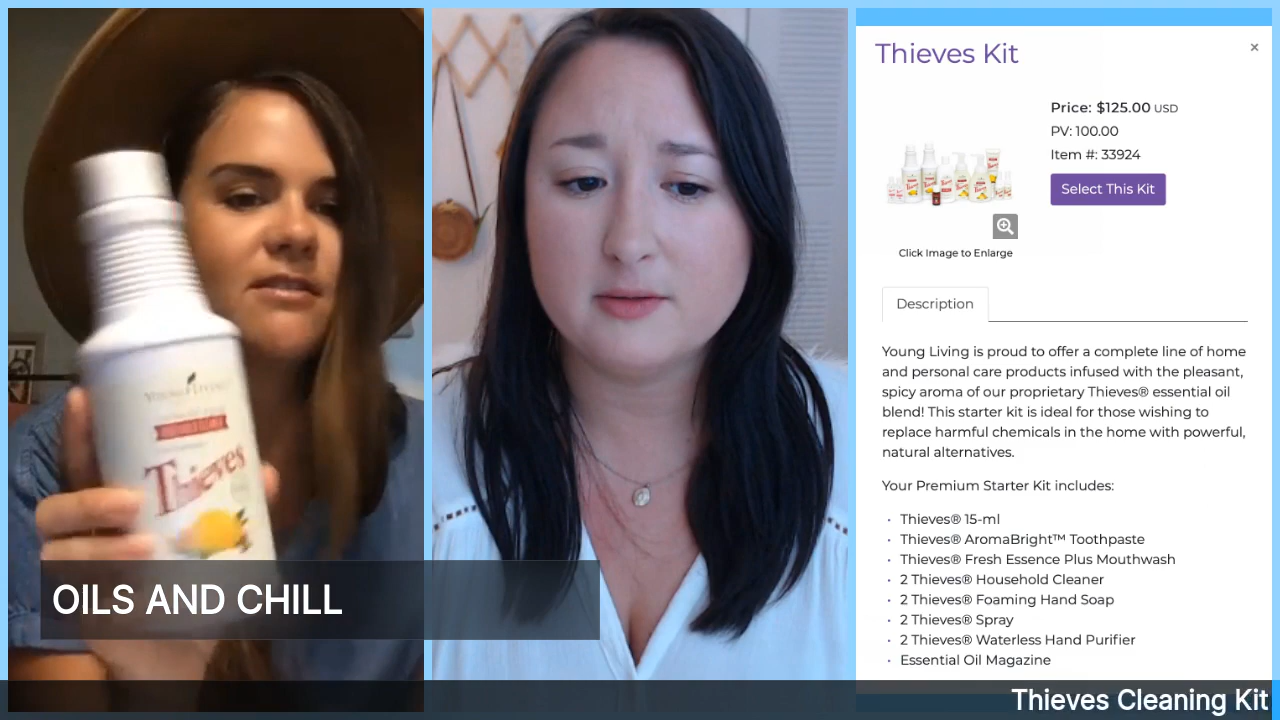 YOUNG LIVING
Thieves
OILS AND CHILL
Thieves Kit
×
Price: $125.00 USD
PV: 100.00
Item #: 33924
Select This Kit
Click Image to Enlarge
Description
Young Living is proud to offer a complete line of home
and personal care products infused with the pleasant,
spicy aroma of our proprietary Thieves® essential oil
blend! This starter kit is ideal for those wishing to
replace harmful chemicals in the home with powerful,
natural alternatives.
Your Premium Starter Kit includes:
· Thieves® 15-ml
· Thieves® AromaBright™ Toothpaste
· Thieves® Fresh Essence Plus Mouthwash
· 2 Thieves® Household Cleaner
· 2 Thieves® Foaming Hand Soap
· 2 Thieves® Spray
· 2 Thieves® Waterless Hand Purifier
· Essential Oil Magazine
Thieves Cleaning Kit